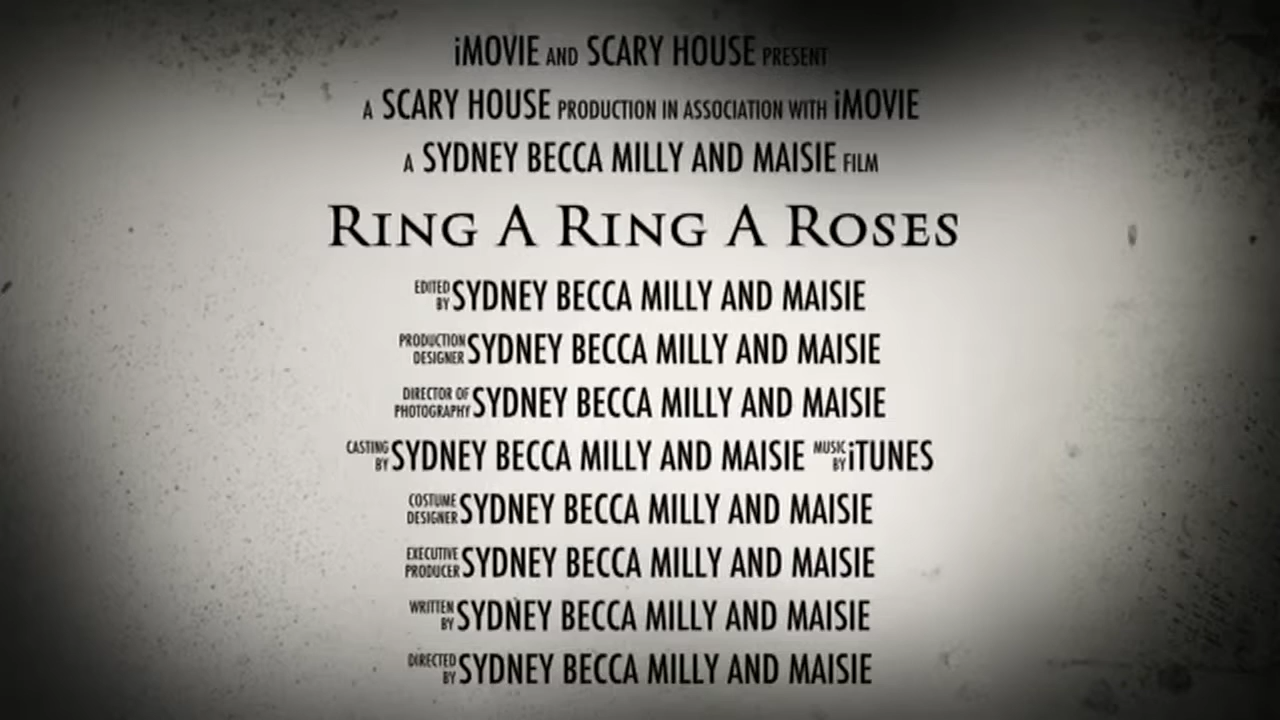 iMOVIE AND SCARY HOUSE PRESENT
A SCARY HOUSE PRODUCTION IN ASSOCIATION WITH iMOVIE
A SYDNEY BECCA MILLY AND MAISIE FILM
RING A RING A ROSES
EDITED BY SYDNEY BECCA MILLY AND MAISIE
PRODUCTION DESIGNER SYDNEY BECCA MILLY AND MAISIE
DIRECTOR OF PHOTOGRAPHY SYDNEY BECCA MILLY AND MAISIE
CASTING BY SYDNEY BECCA MILLY AND MAISIE MUSIC BY iTUNES
COSTUME DESIGNER SYDNEY BECCA MILLY AND MAISIE
EXECUTIVE PRODUCER SYDNEY BECCA MILLY AND MAISIE
WRITTEN BY SYDNEY BECCA MILLY AND MAISIE
DIRECTED BY SYDNEY BECCA MILLY AND MAISIE